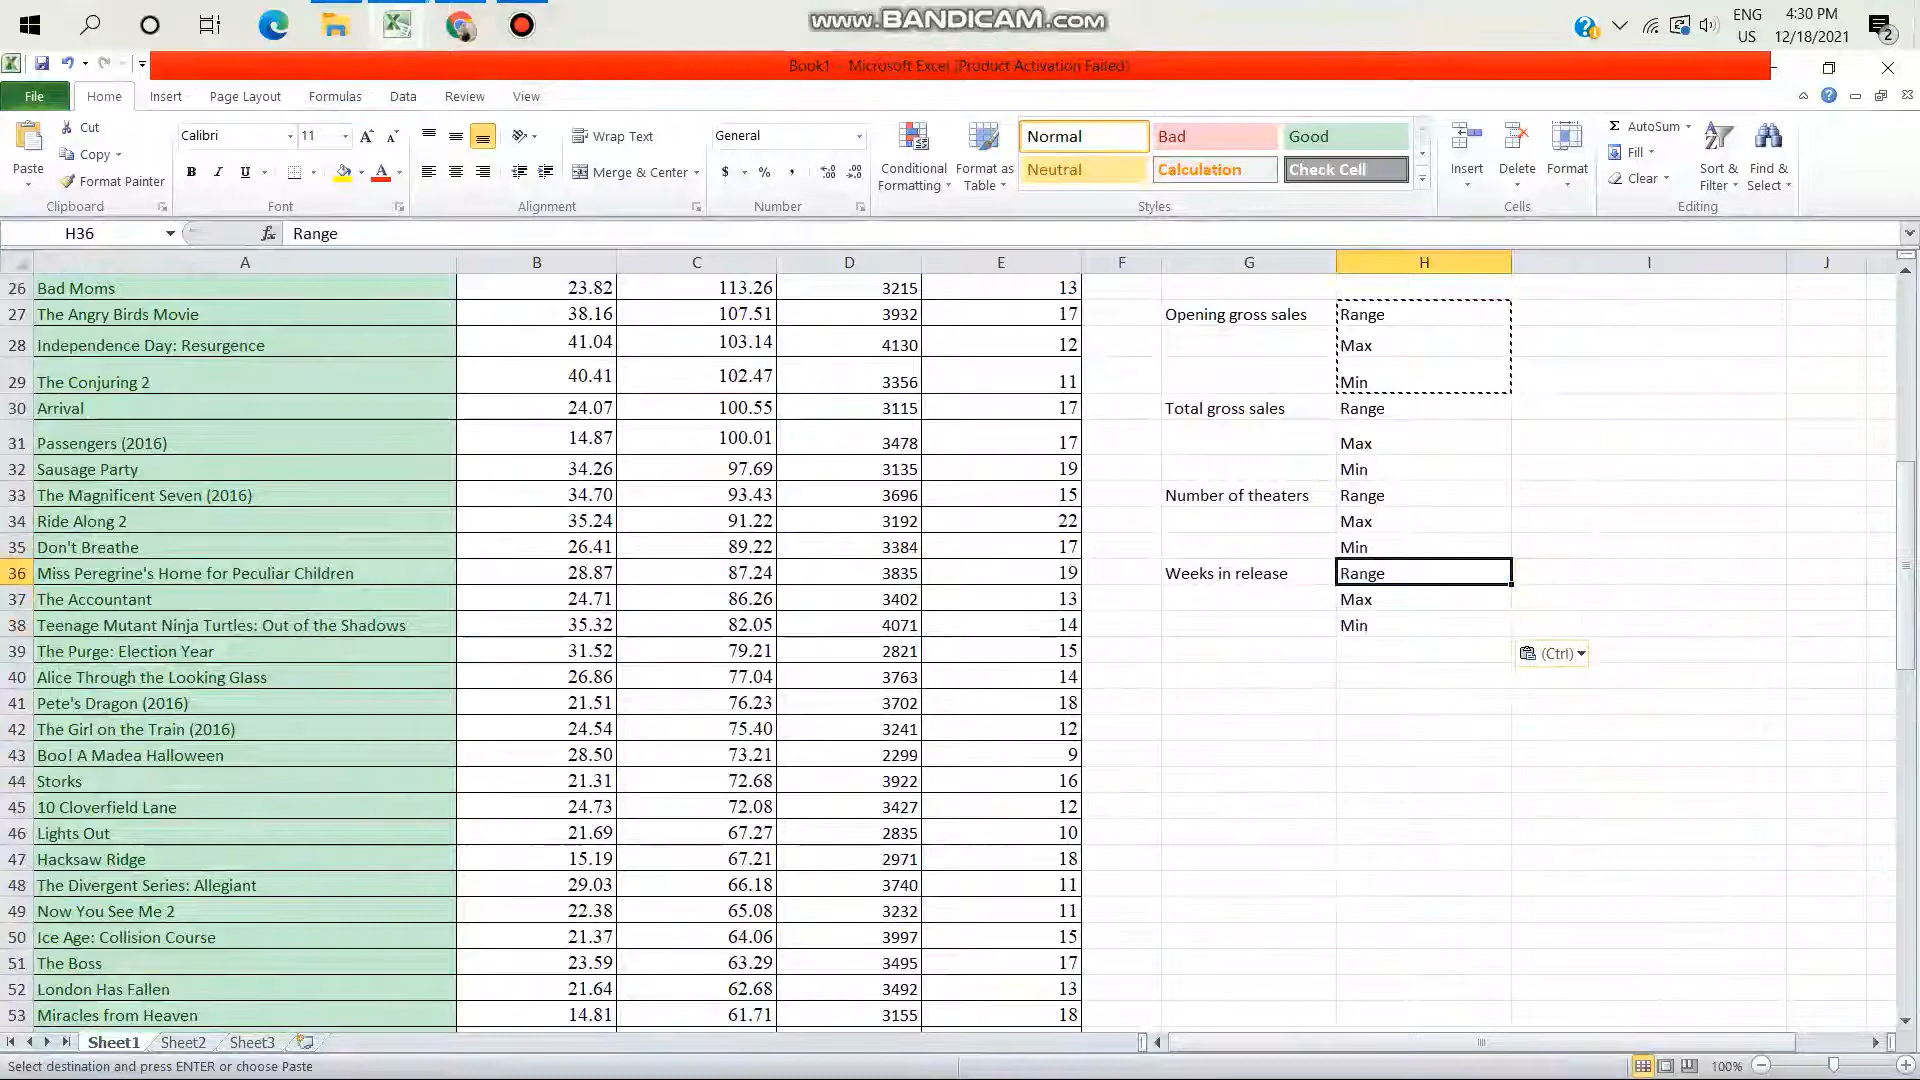 www.BANDICAM.com
ENG
US
4:30 PM
12/18/2021
2
Book1 Microsoft Excel (Product Activation Failed)
File Home Insert Page Layout Formulas Data Review View
Paste
Cut
Copy
Format Painter
Clipboard
Calibri 11
B I U
Font
Wrap Text
Merge & Center
Alignment
General
$ % ,
Number
Conditional
Formatting
Format as
Table
Normal Bad Good
Neutral Calculation Check Cell
Styles
Insert Delete Format
Cells
AutoSum
Fill
Clear
Sort &
Filter
Find &
Select
Editing
H36 fx Range
A B C D E F G H I J
26 Bad Moms 23.82 113.26 3215 13
27 The Angry Birds Movie 38.16 107.51 3932 17 Opening gross sales Range
28 Independence Day: Resurgence 41.04 103.14 4130 12 Max
29 The Conjuring 2 40.41 102.47 3356 11 Min
30 Arrival 24.07 100.55 3115 17 Total gross sales Range
31 Passengers (2016) 14.87 100.01 3478 17 Max
32 Sausage Party 34.26 97.69 3135 19 Min
33 The Magnificent Seven (2016) 34.70 93.43 3696 15 Number of theaters Range
34 Ride Along 2 35.24 91.22 3192 22 Max
35 Don't Breathe 26.41 89.22 3384 17 Min
36 Miss Peregrine's Home for Peculiar Children 28.87 87.24 3835 19 Weeks in release Range
37 The Accountant 24.71 86.26 3402 13 Max
38 Teenage Mutant Ninja Turtles: Out of the Shadows 35.32 82.05 4071 14 Min
39 The Purge: Election Year 31.52 79.21 2821 15 (Ctrl)
40 Alice Through the Looking Glass 26.86 77.04 3763 14
41 Pete's Dragon (2016) 21.51 76.23 3702 18
42 The Girl on the Train (2016) 24.54 75.40 3241 12
43 Boo! A Madea Halloween 28.50 73.21 2299 9
44 Storks 21.31 72.68 3922 16
45 10 Cloverfield Lane 24.73 72.08 3427 12
46 Lights Out 21.69 67.27 2835 10
47 Hacksaw Ridge 15.19 67.21 2971 18
48 The Divergent Series: Allegiant 29.03 66.18 3740 11
49 Now You See Me 2 22.38 65.08 3232 11
50 Ice Age: Collision Course 21.37 64.06 3997 15
51 The Boss 23.59 63.29 3495 17
52 London Has Fallen 21.64 62.68 3492 13
53 Miracles from Heaven 14.81 61.71 3155 18
Sheet1 Sheet2 Sheet3
Select destination and press ENTER or choose Paste 100%